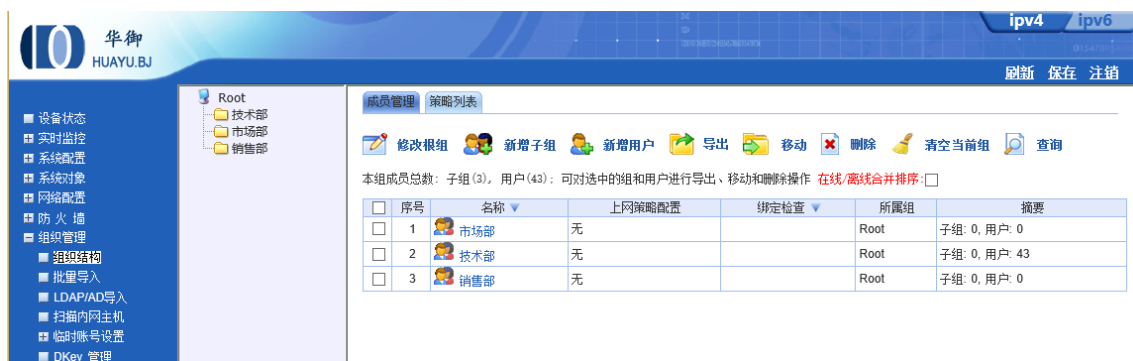 华御
HUAYU.BJ
ipv4 ipv6
刷新 保存 注销
设备状态
实时监控
系统配置
系统对象
网络配置
防 火 墙
组织管理
组织结构
批量导入
LDAP/AD导入
扫描内网主机
临时账号设置
DKey 管理
Root
技术部
市场部
销售部
成员管理 策略列表
修改根组 新增子组 新增用户 导出 移动 删除 清空当前组 查询
本组成员总数: 子组(3), 用户(43); 可对选中的组和用户进行导出、移动和删除操作 在线/离线合并排序:
序号 名称 上网策略配置 绑定检查 所属组 摘要
1 市场部 无 Root 子组: 0, 用户: 0
2 技术部 无 Root 子组: 0, 用户: 43
3 销售部 无 Root 子组: 0, 用户: 0